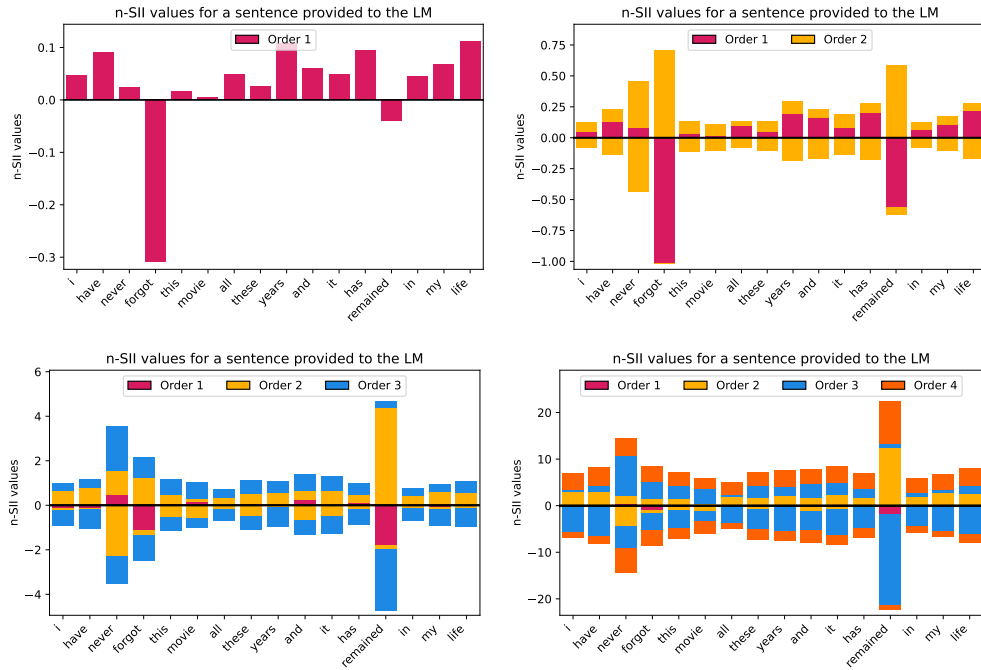 n-SII values for a sentence provided to the LM
Order 1
n-SII values
0.1
0.0
−0.1
−0.2
−0.3
i have never forgot this movie all these years and it has remained in my life
n-SII values for a sentence provided to the LM
Order 1 Order 2
n-SII values
0.75
0.50
0.25
0.00
−0.25
−0.50
−0.75
−1.00
i have never forgot this movie all these years and it has remained in my life
n-SII values for a sentence provided to the LM
Order 1 Order 2 Order 3
n-SII values
6
4
2
0
−2
−4
i have never forgot this movie all these years and it has remained in my life
n-SII values for a sentence provided to the LM
Order 1 Order 2 Order 3 Order 4
n-SII values
20
10
0
−10
−20
i have never forgot this movie all these years and it has remained in my life